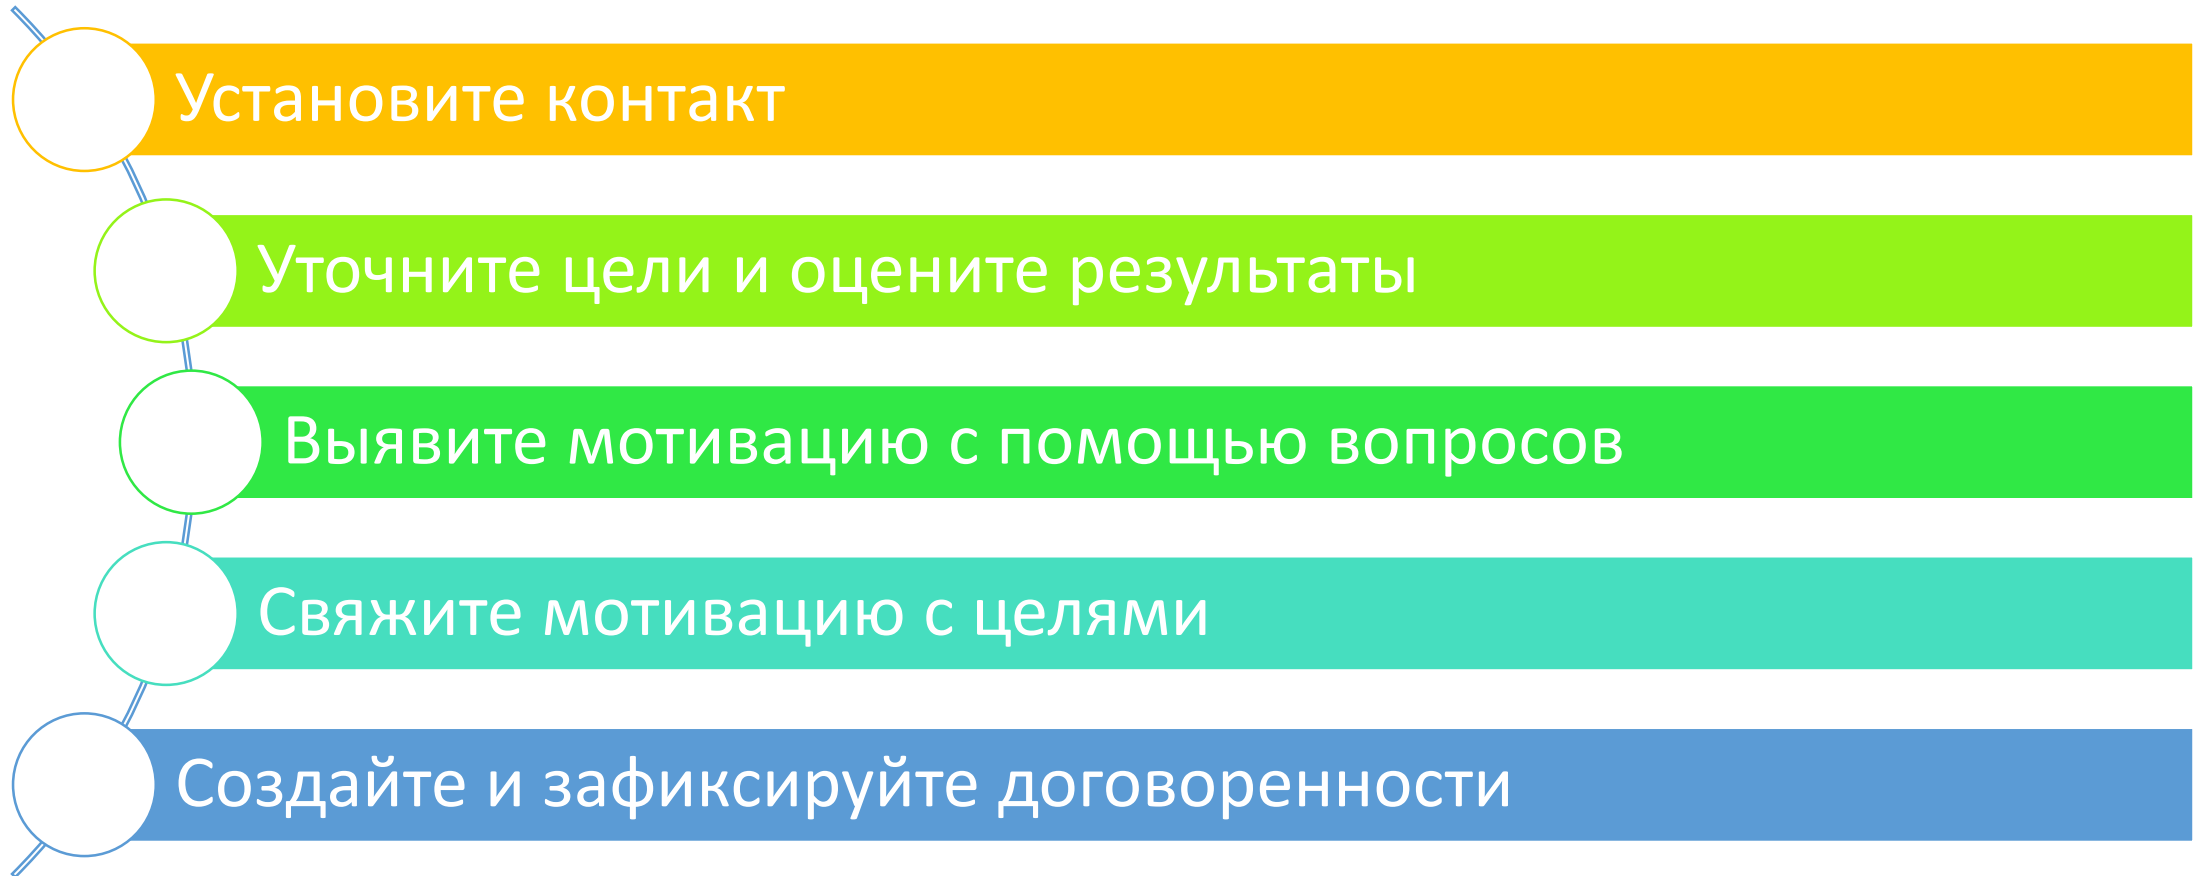 Установите контакт
Уточните цели и оцените результаты
Выявите мотивацию с помощью вопросов
Свяжите мотивацию с целями
Создайте и зафиксируйте договоренности